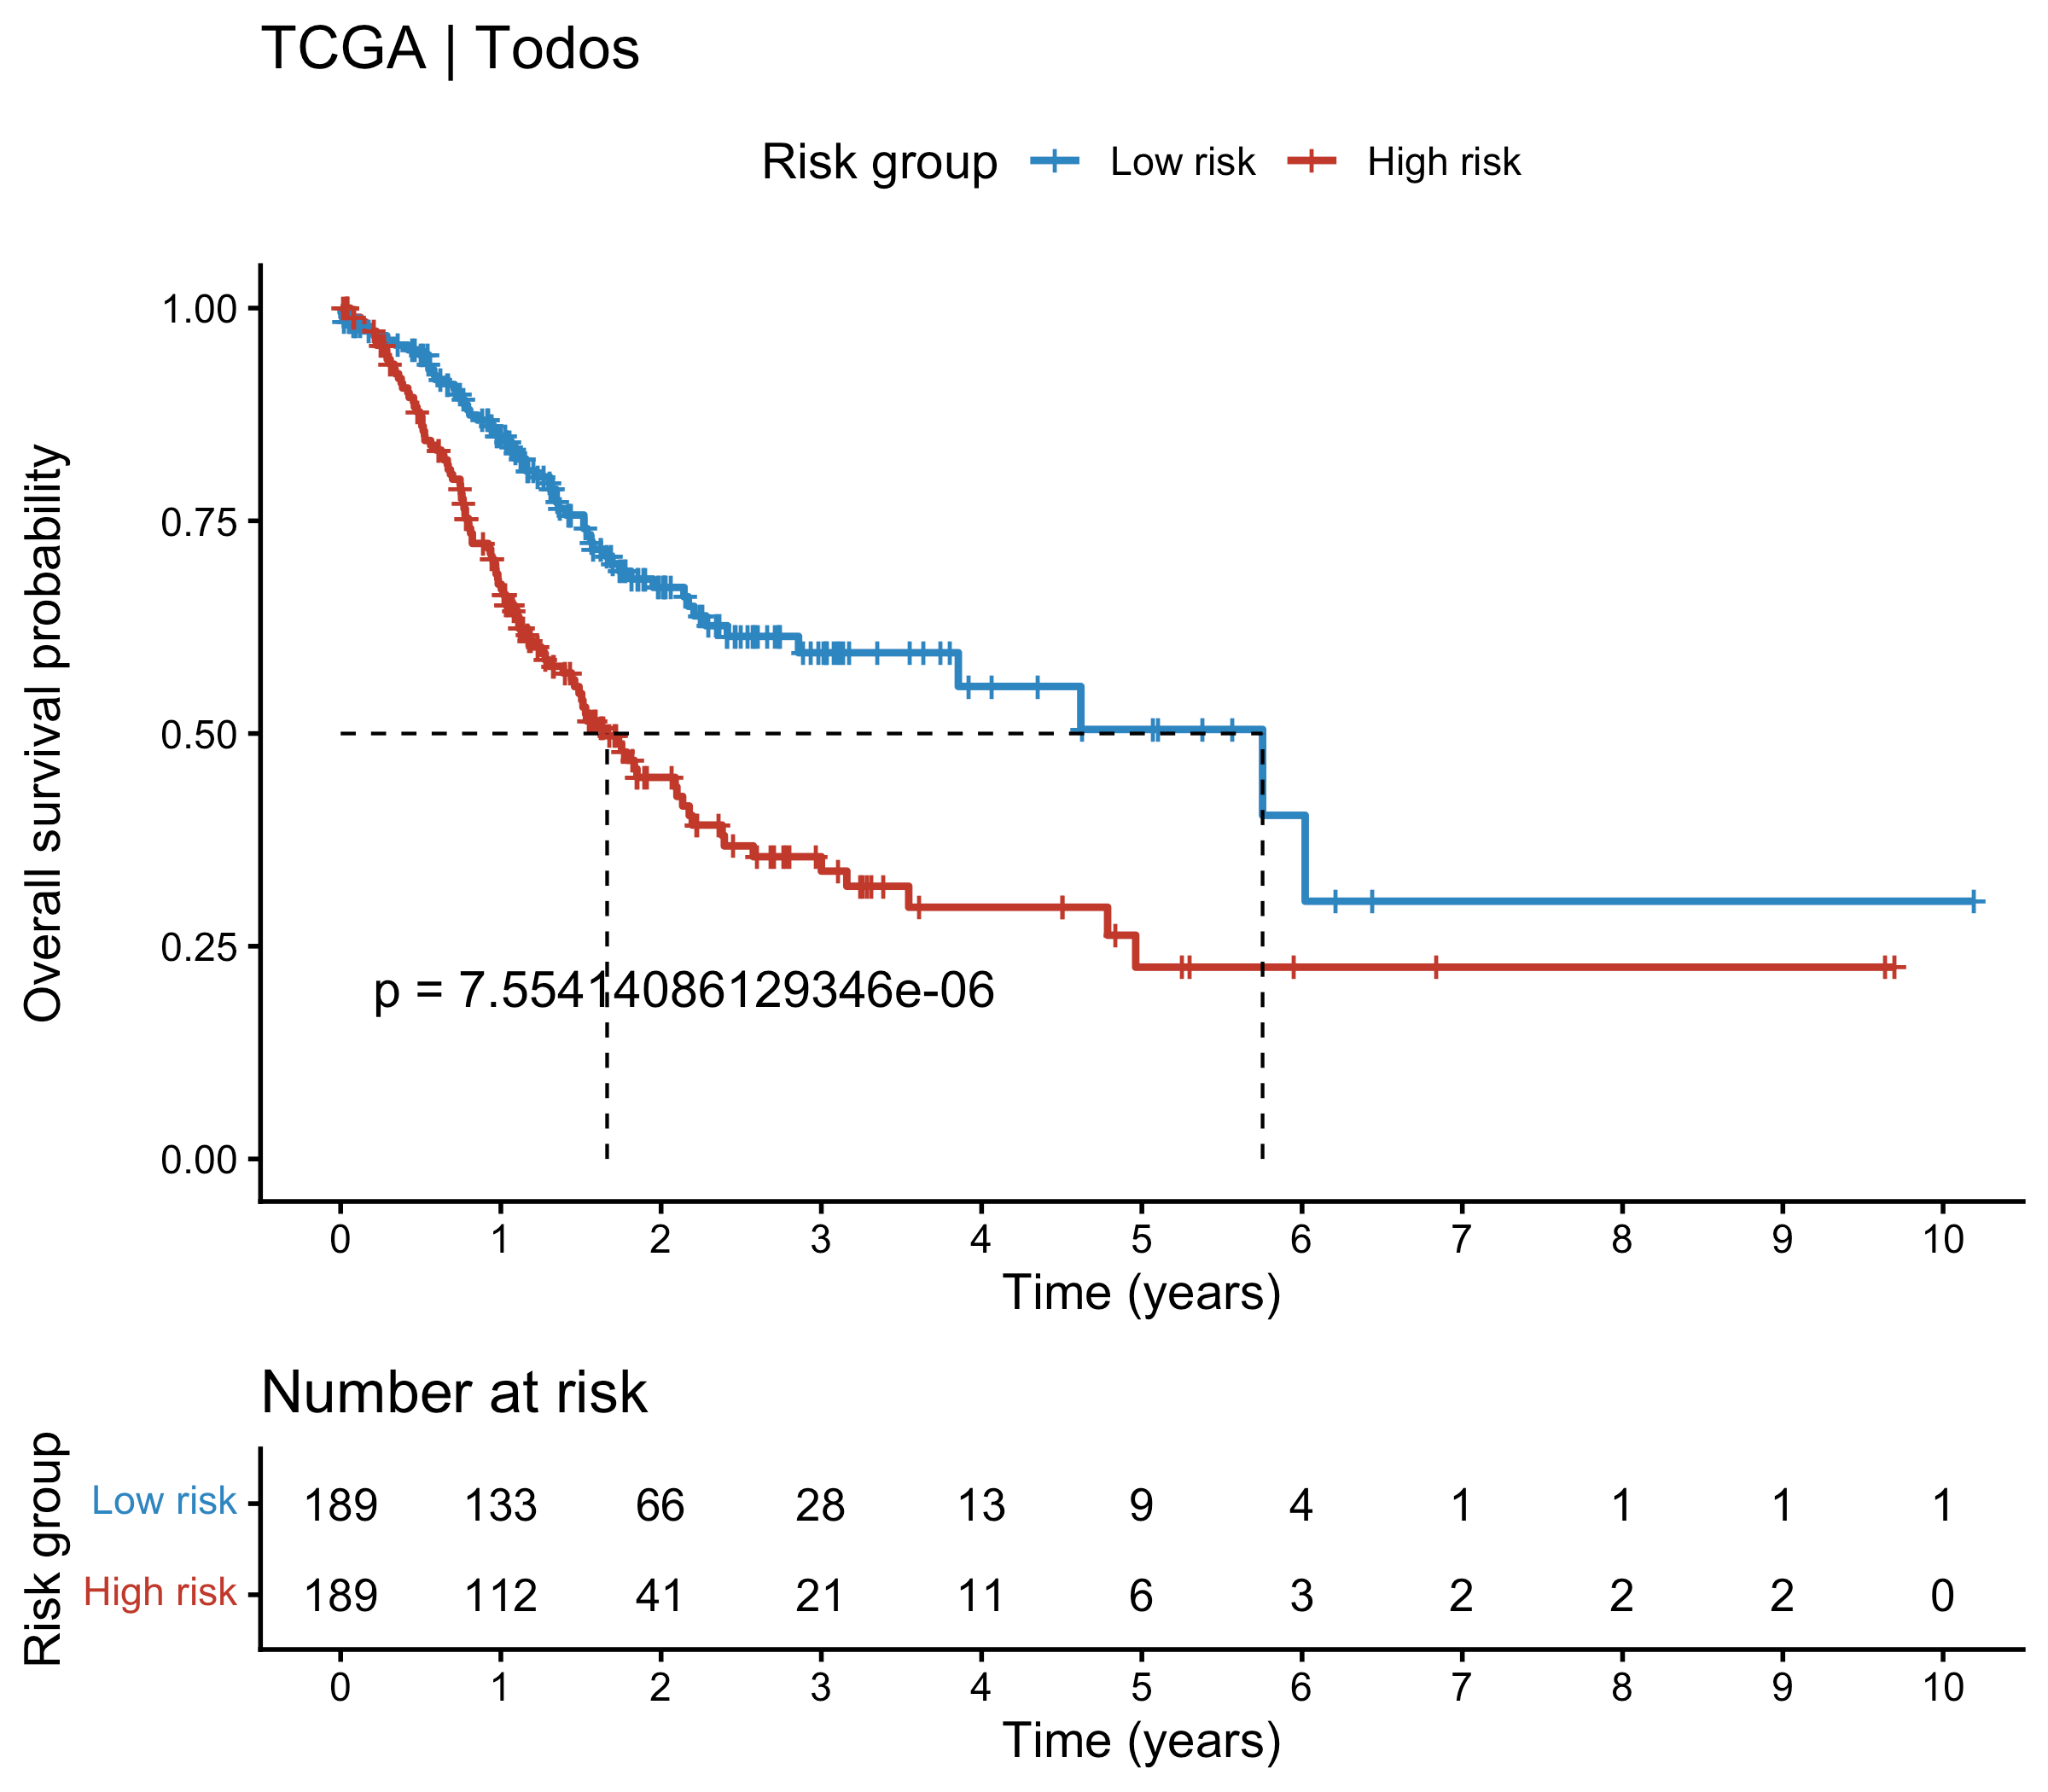 TCGA | Todos
Risk group Low risk High risk
Overall survival probability
1.00
0.75
0.50
0.25
0.00
p = 7.55414086129346e-06
0 1 2 3 4 5 6 7 8 9 10
Time (years)
Number at risk
Risk group
Low risk 189 133 66 28 13 9 4 1 1 1 1
High risk 189 112 41 21 11 6 3 2 2 2 0
0 1 2 3 4 5 6 7 8 9 10
Time (years)